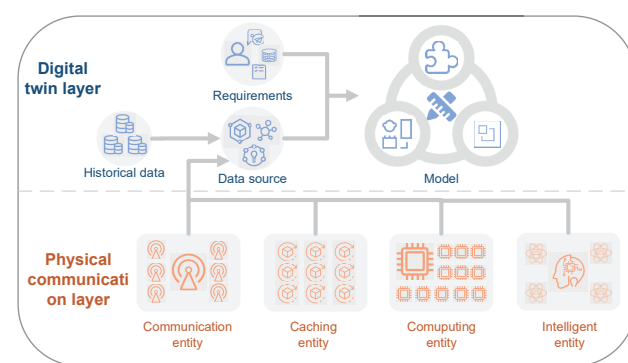 Digital
twin layer
Requirements
Historical data
Data source
Model
Physical
communicati
on layer
Communication
entity
Caching
entity
Comuputing
entity
Intelligent
entity